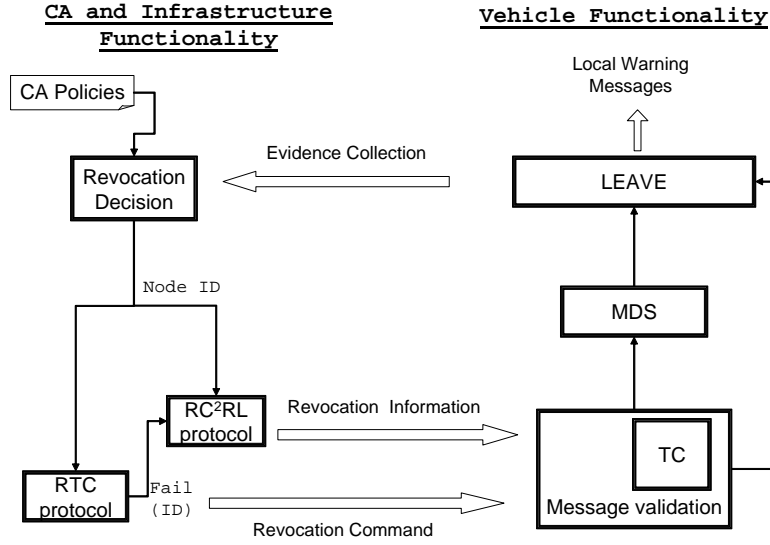 CA and Infrastructure
Functionality
Vehicle Functionality
CA Policies
Local Warning
Messages
Evidence Collection
Revocation
Decision
LEAVE
Node ID
MDS
RC²RL
protocol
Revocation Information
TC
RTC
protocol
Fail
(ID)
Message validation
Revocation Command